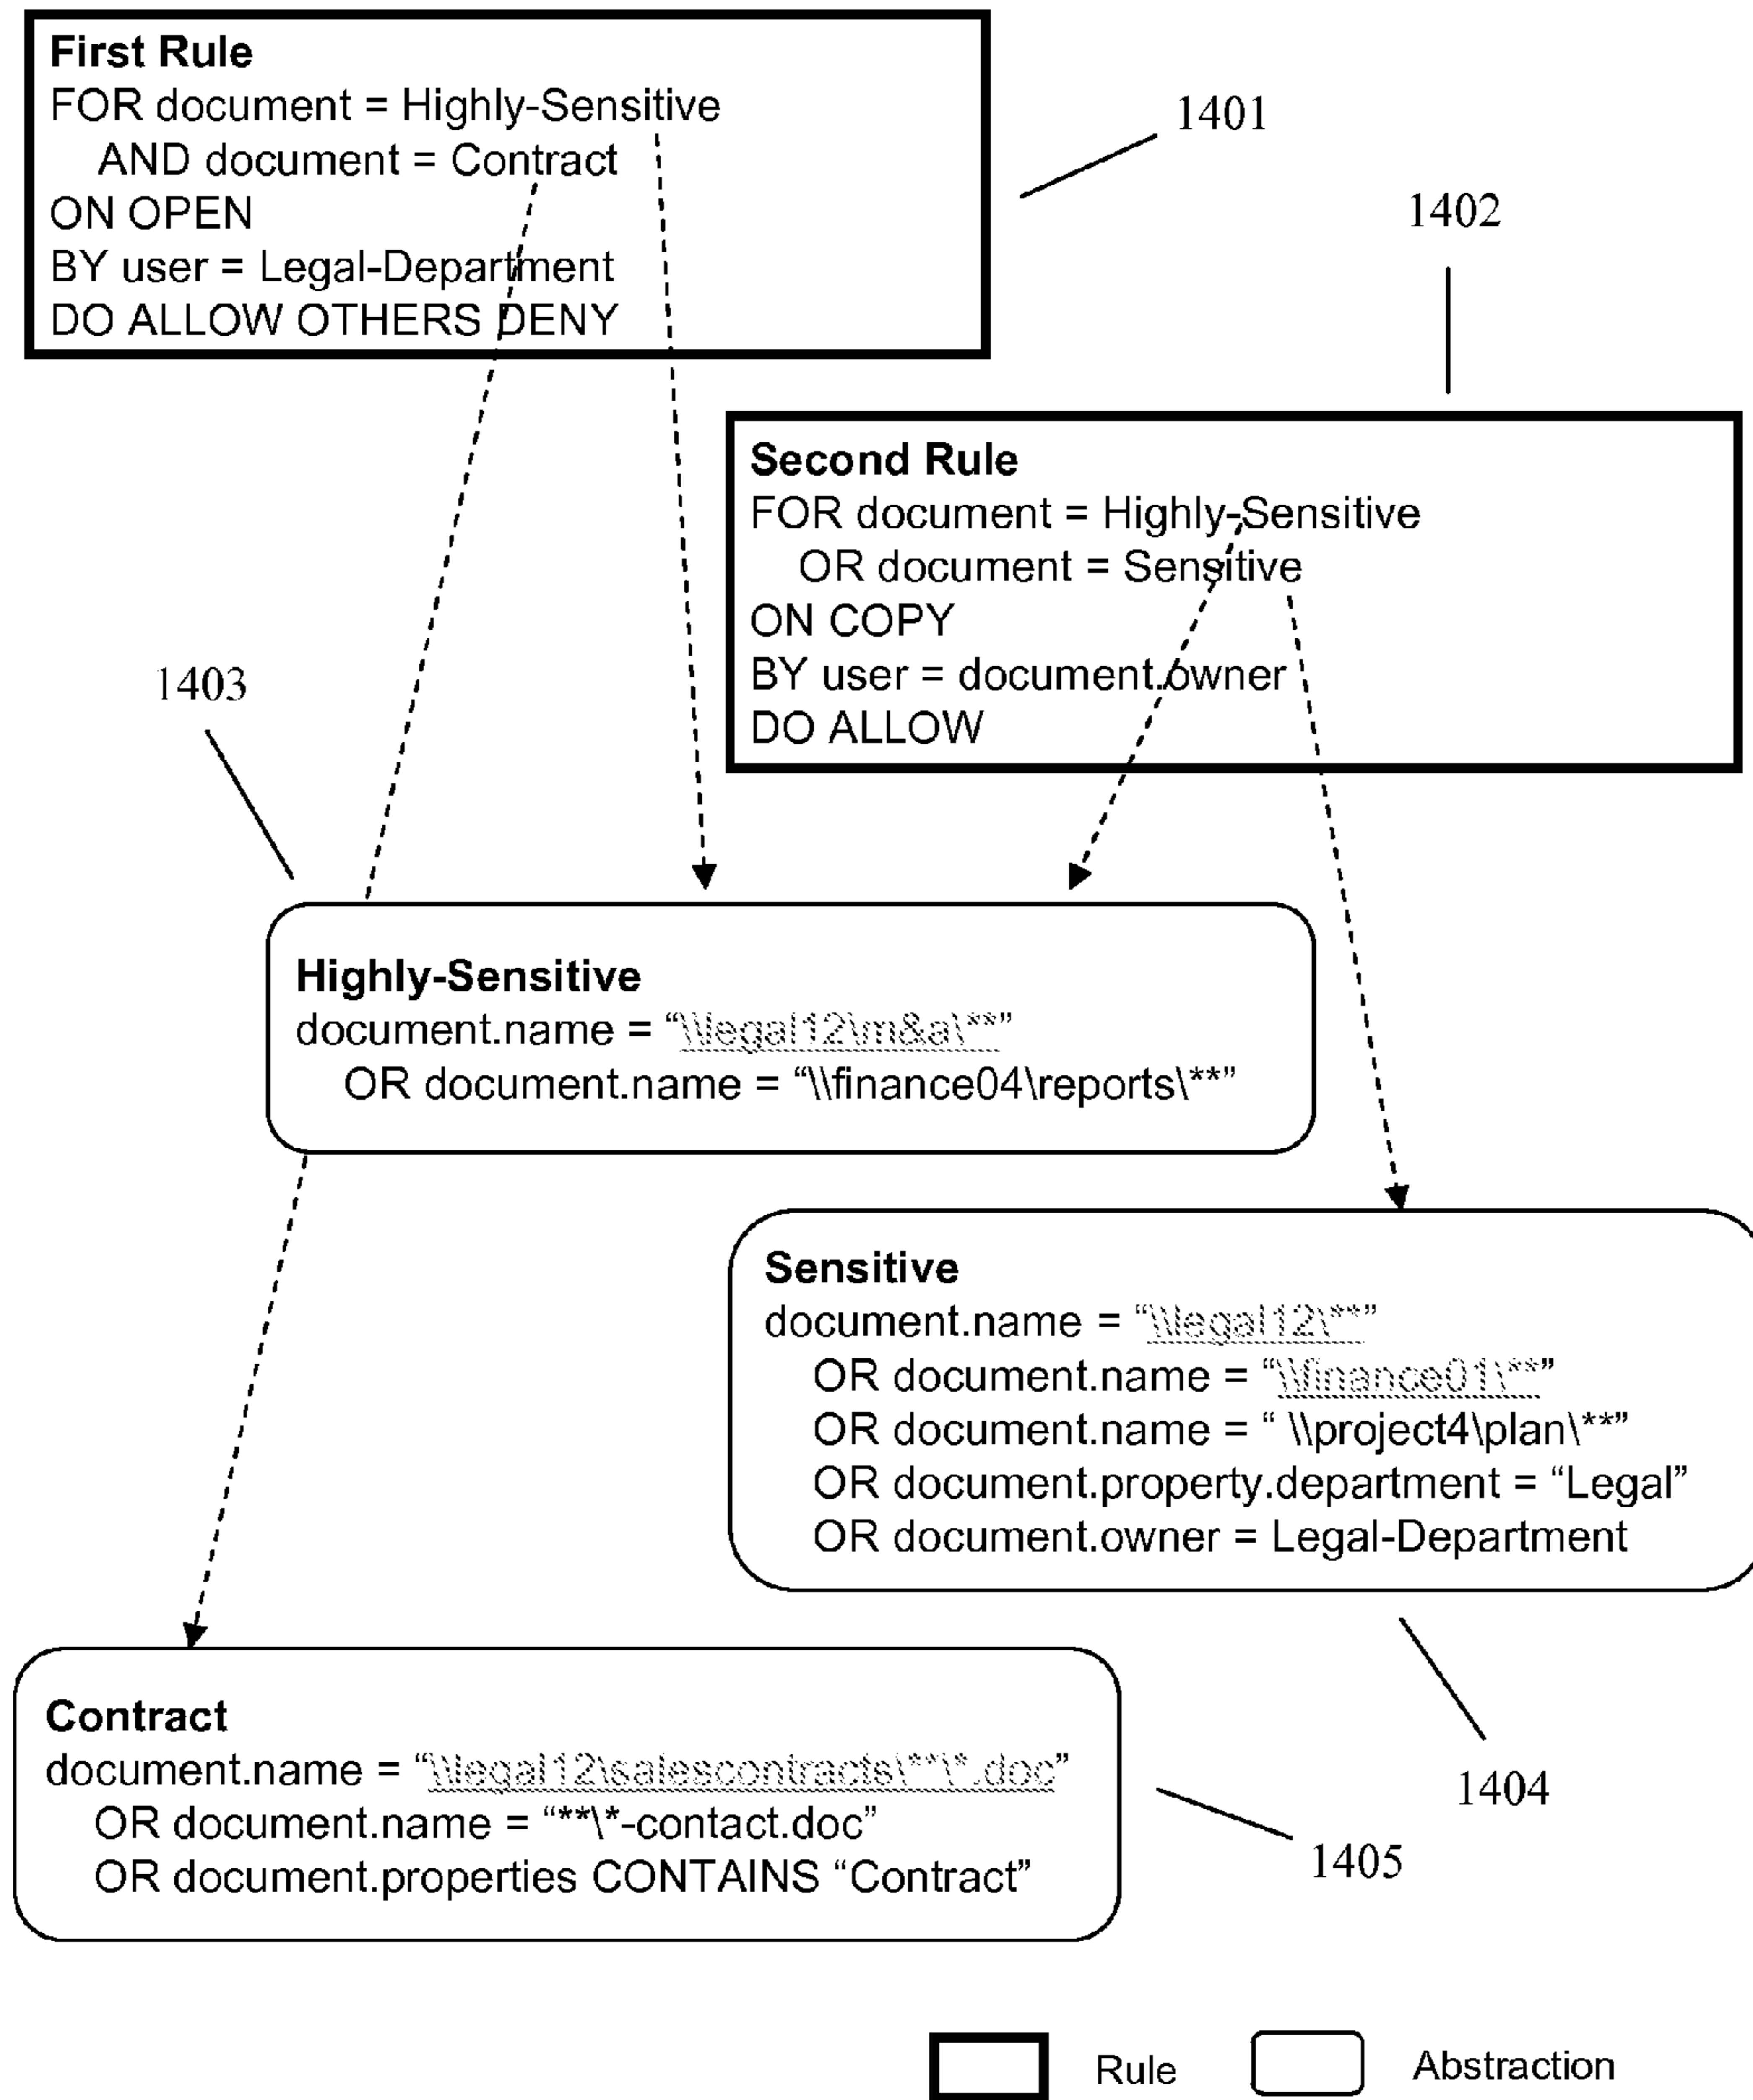 First Rule
FOR document = Highly-Sensitive
AND document = Contract
ON OPEN
BY user = Legal-Department
DO ALLOW OTHERS DENY
1401
1402
Second Rule
FOR document = Highly-Sensitive
OR document = Sensitive
ON COPY
BY user = document.owner
DO ALLOW
1403
Highly-Sensitive
document.name = “\\legal12\m&a\**”
OR document.name = “\\finance04\reports\**”
Sensitive
document.name = “\\legal12\**”
OR document.name = “\\finance01\**”
OR document.name = “ \\project4\plan\**”
OR document.property.department = “Legal”
OR document.owner = Legal-Department
1404
Contract
document.name = “\\legal12\salescontracts\**\*.doc”
OR document.name = “**\*-contact.doc”
OR document.properties CONTAINS “Contract”
1405
Rule
Abstraction